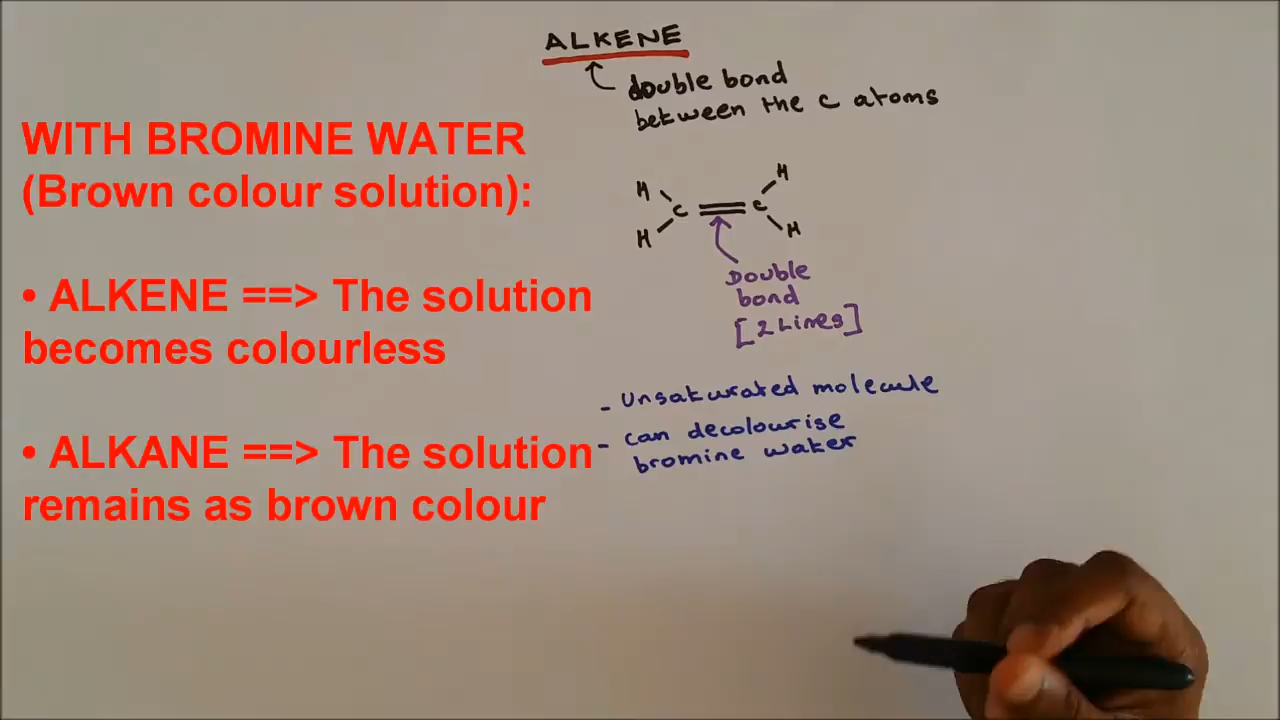 ALKENE
double bond
between the c atoms
WITH BROMINE WATER
(Brown colour solution):
• ALKENE ==> The solution
becomes colourless
• ALKANE ==> The solution
remains as brown colour
H H
C C
H H
Double
bond
[2 Lines]
- Unsaturated molecule
- can decolourise
bromine water